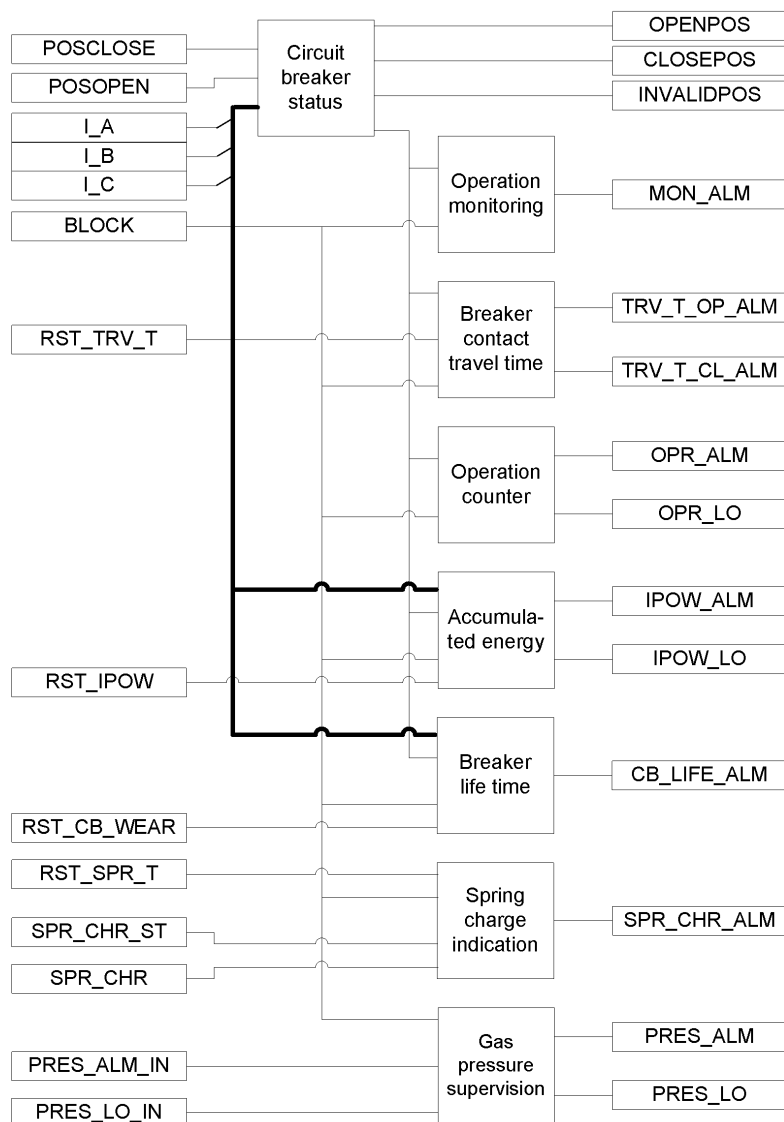 POSCLOSE
POSOPEN
I_A
I_B
I_C
BLOCK
RST_TRV_T
RST_IPOW
RST_CB_WEAR
RST_SPR_T
SPR_CHR_ST
SPR_CHR
PRES_ALM_IN
PRES_LO_IN
Circuit
breaker
status
Operation
monitoring
Breaker
contact
travel time
Operation
counter
Accumula-
ted energy
Breaker
life time
Spring
charge
indication
Gas
pressure
supervision
OPENPOS
CLOSEPOS
INVALIDPOS
MON_ALM
TRV_T_OP_ALM
TRV_T_CL_ALM
OPR_ALM
OPR_LO
IPOW_ALM
IPOW_LO
CB_LIFE_ALM
SPR_CHR_ALM
PRES_ALM
PRES_LO